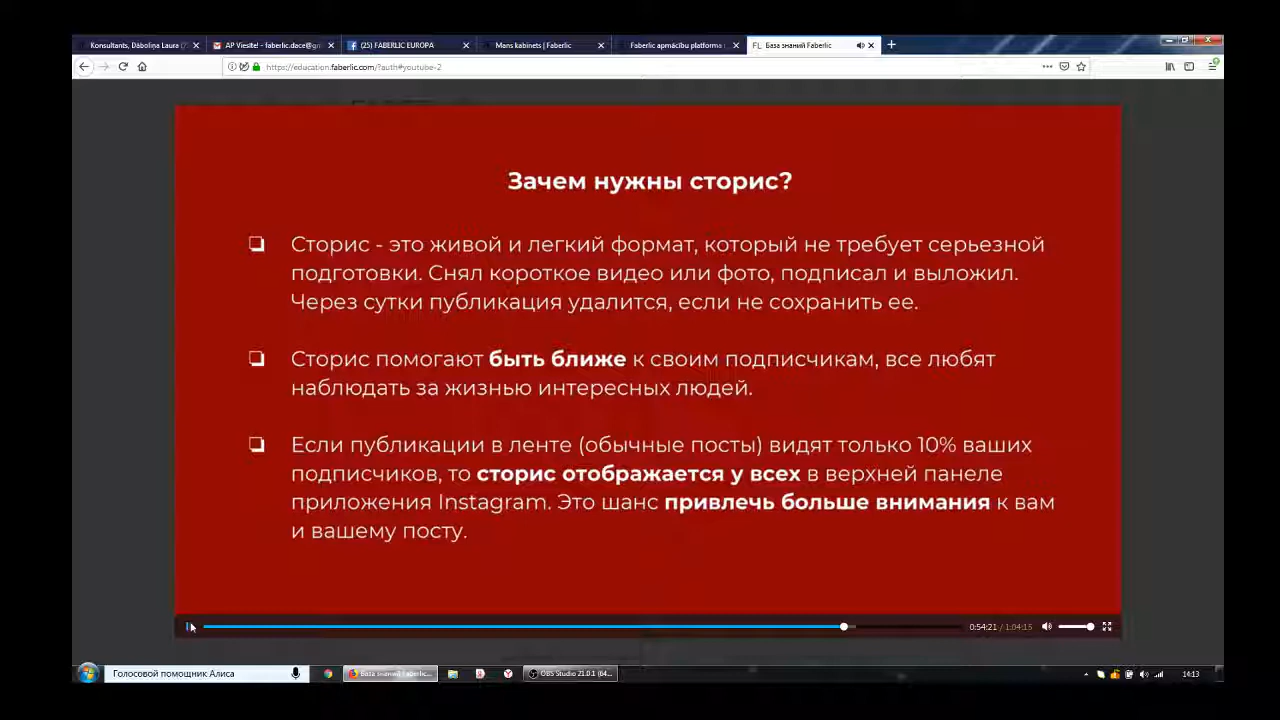 Konsultants, Dāboliņa Laura (
AP Viesīte! - faberlic.dace@gm
(25) FABERLIC EUROPA
Mans kabinets | Faberlic
Faberlic apmācību platforma
FL База знаний Faberlic
https://education.faberlic.com/?auth#youtube-2
Зачем нужны сторис?
Сторис - это живой и легкий формат, который не требует серьезной
подготовки. Снял короткое видео или фото, подписал и выложил.
Через сутки публикация удалится, если не сохранить ее.
Сторис помогают быть ближе к своим подписчикам, все любят
наблюдать за жизнью интересных людей.
Если публикации в ленте (обычные посты) видят только 10% ваших
подписчиков, то сторис отображается у всех в верхней панеле
приложения Instagram. Это шанс привлечь больше внимания к вам
и вашему посту.
0:54:21 / 1:04:15
Голосовой помощник Алиса
База знаний Faberlic...
OBS Studio 21.0.1 (64...
14:13